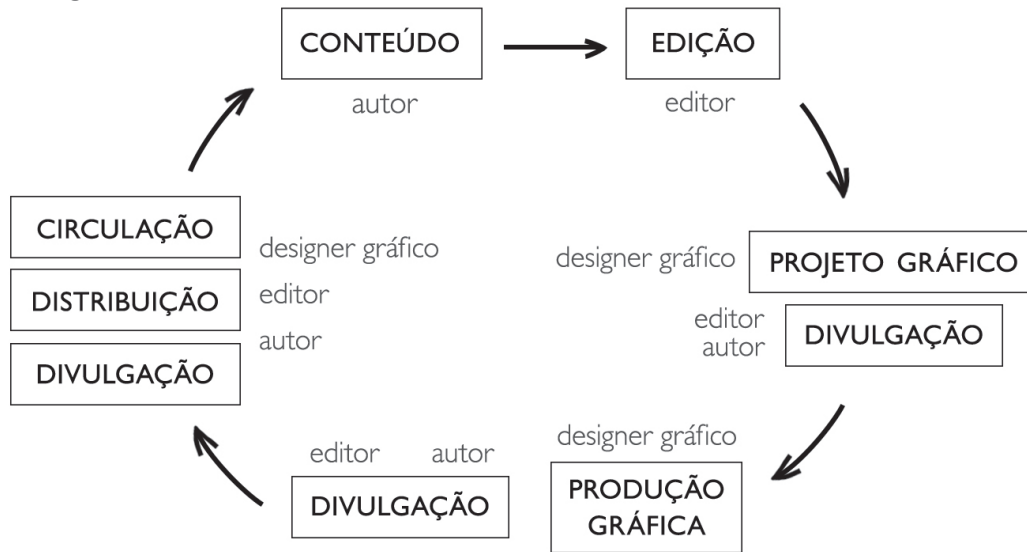 CONTEÚDO
autor
EDIÇÃO
editor
designer gráfico
PROJETO GRÁFICO
editor
autor
DIVULGAÇÃO
designer gráfico
PRODUÇÃO
GRÁFICA
editor autor
DIVULGAÇÃO
CIRCULAÇÃO
designer gráfico
DISTRIBUIÇÃO
editor
autor
DIVULGAÇÃO